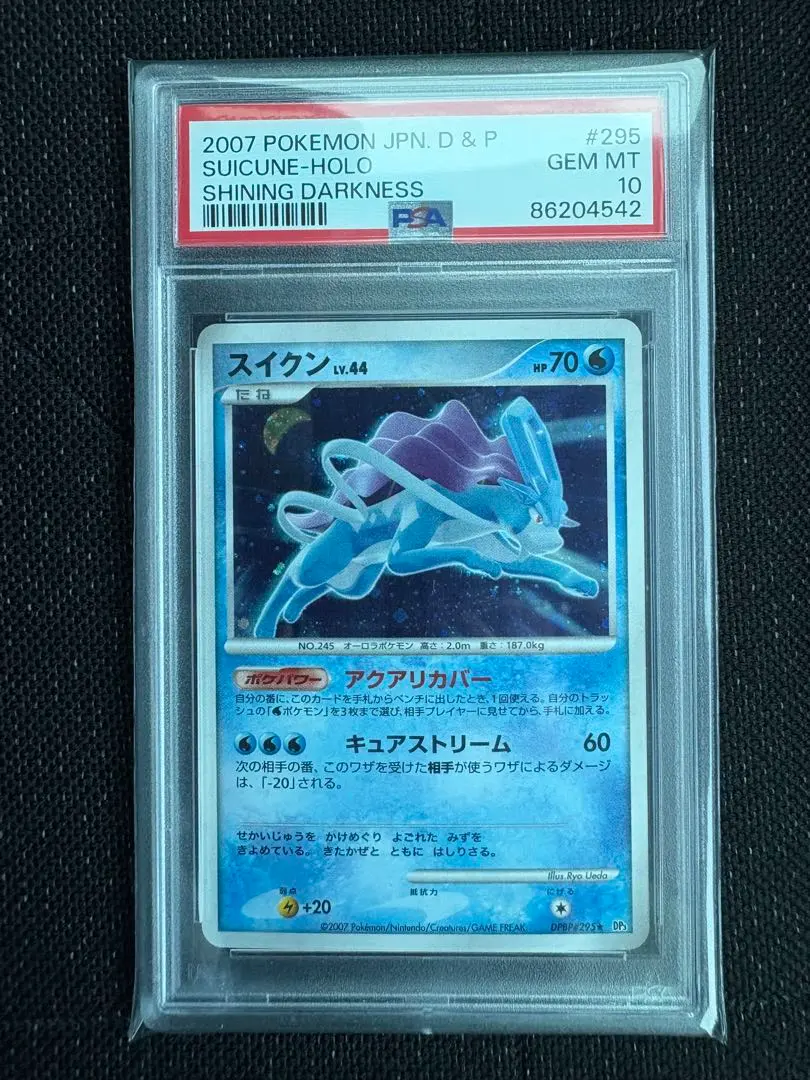 2007 POKEMON JPN. D & P #295
SUICUNE-HOLO GEM MT
SHINING DARKNESS 10
PSA 86204542
スイクン LV.44 HP 70
たね
NO.245 オーロラポケモン 高さ：2.0m 重さ：187.0kg
ポケパワー アクアリカバー
自分の番に、このカードを手札からベンチに出したとき、1回使える。自分のトラッ
シュの「ポケモン」を3枚まで選び、相手プレイヤーに見せてから、手札に加える。
キュアストリーム 60
次の相手の番、このワザを受けた相手が使うワザによるダメージ
は、「-20」される。
せかいじゅうを かけめぐり よごれた みずを
きよめている。 きたかぜと ともに はしりさる。
Illus.Ryo Ueda
弱点 抵抗力 にげる
+20
©2007 Pokémon/Nintendo/Creatures/GAME FREAK. DPBP#295★ DP3